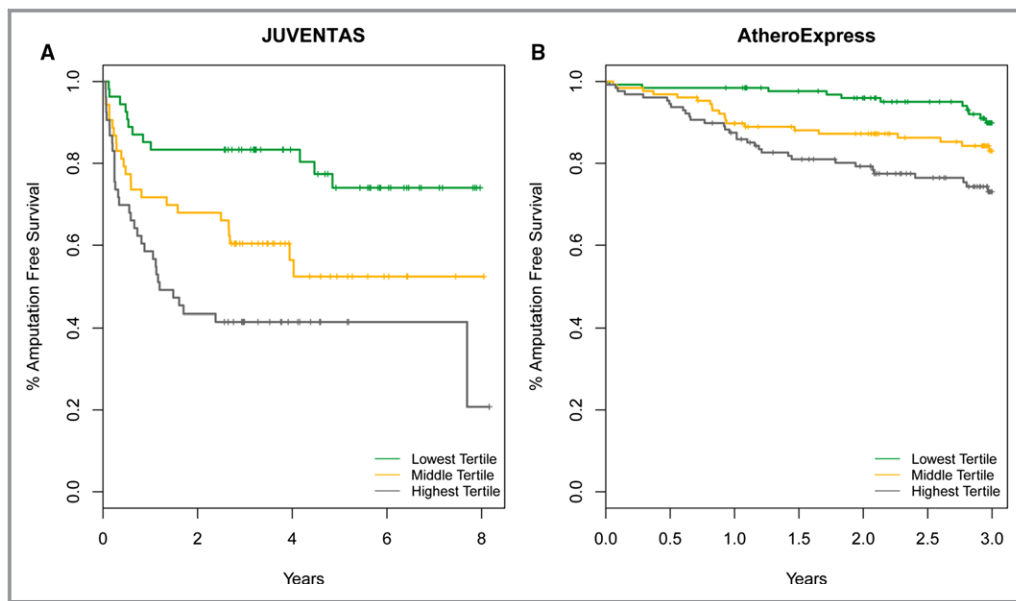 JUVENTAS
A
% Amputation Free Survival
1.0
0.8
0.6
0.4
0.2
0.0
Lowest Tertile
Middle Tertile
Highest Tertile
0 2 4 6 8
Years
AtheroExpress
B
% Amputation Free Survival
1.0
0.8
0.6
0.4
0.2
0.0
Lowest Tertile
Middle Tertile
Highest Tertile
0.0 0.5 1.0 1.5 2.0 2.5 3.0
Years